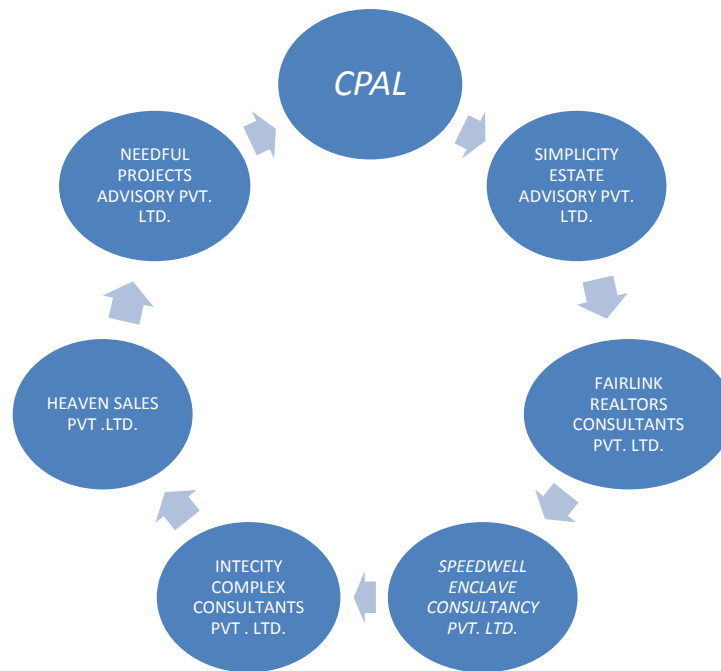 CPAL
SIMPLICITY
ESTATE
ADVISORY PVT.
LTD.
FAIRLINK
REALTORS
CONSULTANTS
PVT. LTD.
SPEEDWELL
ENCLAVE
CONSULTANCY
PVT. LTD.
INTECITY
COMPLEX
CONSULTANTS
PVT . LTD.
HEAVEN SALES
PVT .LTD.
NEEDFUL
PROJECTS
ADVISORY PVT.
LTD.